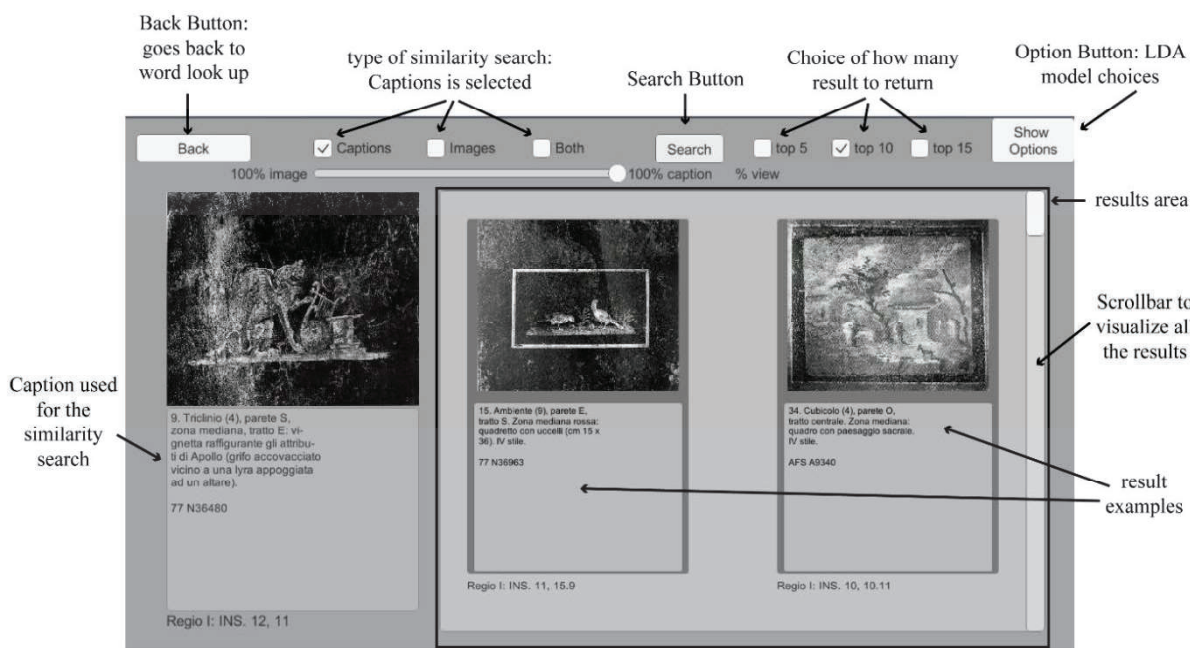 Back Button:
goes back to
word look up
type of similarity search:
Captions is selected
Search Button
Choice of how many
result to return
Option Button: LDA
model choices
Back
Captions
Images
Both
Search
top 5
top 10
top 15
Show
Options
100% image
100% caption
% view
results area
Scrollbar to
visualize al
the results
Caption used
for the
similarity
search
9. Triclinio (4), parete S,
zona mediana, tratto E: vi-
gnetta raffigurante gli attribu-
ti di Apollo (grifo accovacciato
vicino a una lyra appoggiata
ad un altare).
77 N36480
Regio I: INS. 12, 11
15. Ambiente (9), parete E,
tratto S. Zona mediana rossa:
quadretto con uccelli (cm 15 x
36). IV stile.
77 N36963
Regio I: INS. 11, 15.9
34. Cubicolo (4), parete O,
tratto centrale. Zona mediana:
quadro con paesaggio sacrale.
IV stile.
AFS A9340
Regio I: INS. 10, 10.11
result
examples